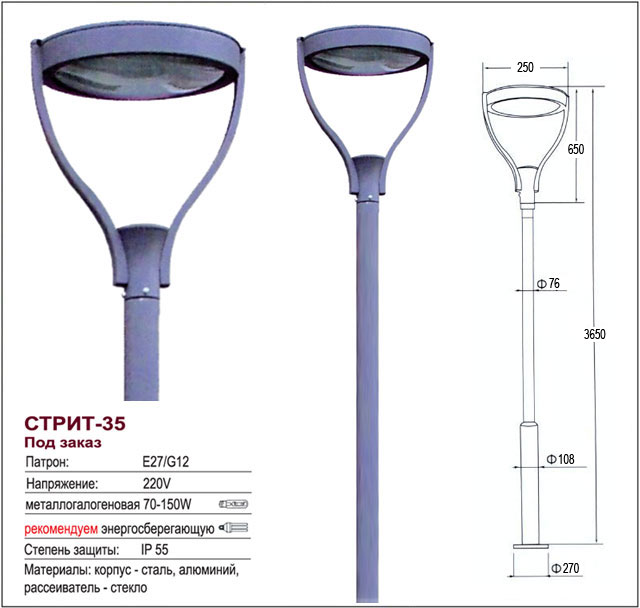 СТРИТ-35
Под заказ
Патрон: E27/G12
Напряжение: 220V
металлогалогеновая 70-150W
рекомендуем энергосберегающую
Степень защиты: IP 55
Материалы: корпус - сталь, алюминий,
рассеиватель - стекло
250
650
Ф76
3650
Ф108
Ф270